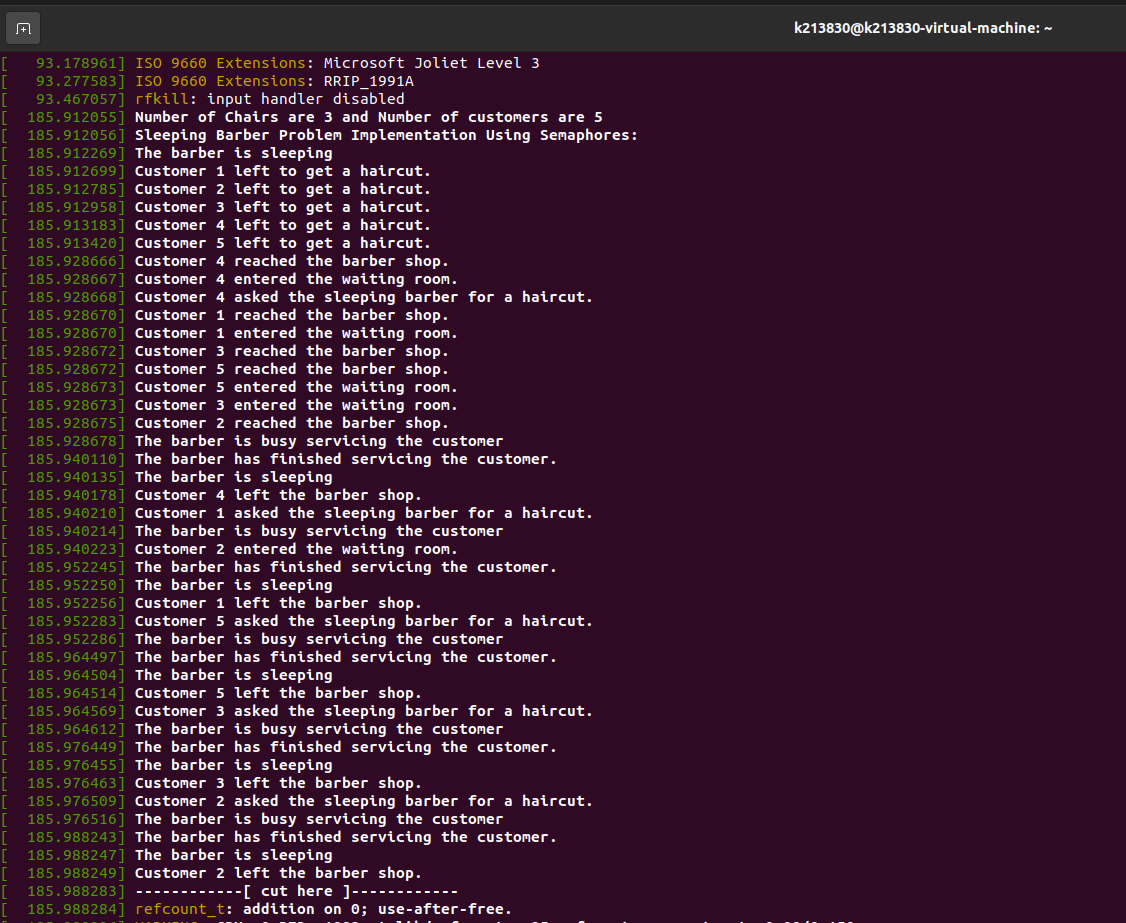 k213830@k213830-virtual-machine: ~
[   93.178961] ISO 9660 Extensions: Microsoft Joliet Level 3
[   93.277583] ISO 9660 Extensions: RRIP_1991A
[   93.467057] rfkill: input handler disabled
[  185.912055] Number of Chairs are 3 and Number of customers are 5
[  185.912056] Sleeping Barber Problem Implementation Using Semaphores:
[  185.912269] The barber is sleeping
[  185.912699] Customer 1 left to get a haircut.
[  185.912785] Customer 2 left to get a haircut.
[  185.912958] Customer 3 left to get a haircut.
[  185.913183] Customer 4 left to get a haircut.
[  185.913420] Customer 5 left to get a haircut.
[  185.928666] Customer 4 reached the barber shop.
[  185.928667] Customer 4 entered the waiting room.
[  185.928668] Customer 4 asked the sleeping barber for a haircut.
[  185.928670] Customer 1 reached the barber shop.
[  185.928670] Customer 1 entered the waiting room.
[  185.928672] Customer 3 reached the barber shop.
[  185.928672] Customer 5 reached the barber shop.
[  185.928673] Customer 5 entered the waiting room.
[  185.928673] Customer 3 entered the waiting room.
[  185.928675] Customer 2 reached the barber shop.
[  185.928678] The barber is busy servicing the customer
[  185.940110] The barber has finished servicing the customer.
[  185.940135] The barber is sleeping
[  185.940178] Customer 4 left the barber shop.
[  185.940210] Customer 1 asked the sleeping barber for a haircut.
[  185.940214] The barber is busy servicing the customer
[  185.940223] Customer 2 entered the waiting room.
[  185.952245] The barber has finished servicing the customer.
[  185.952250] The barber is sleeping
[  185.952256] Customer 1 left the barber shop.
[  185.952283] Customer 5 asked the sleeping barber for a haircut.
[  185.952286] The barber is busy servicing the customer
[  185.964497] The barber has finished servicing the customer.
[  185.964504] The barber is sleeping
[  185.964514] Customer 5 left the barber shop.
[  185.964569] Customer 3 asked the sleeping barber for a haircut.
[  185.964612] The barber is busy servicing the customer
[  185.976449] The barber has finished servicing the customer.
[  185.976455] The barber is sleeping
[  185.976463] Customer 3 left the barber shop.
[  185.976509] Customer 2 asked the sleeping barber for a haircut.
[  185.976516] The barber is busy servicing the customer
[  185.988243] The barber has finished servicing the customer.
[  185.988247] The barber is sleeping
[  185.988249] Customer 2 left the barber shop.
[  185.988283] ------------[ cut here ]------------
[  185.988284] refcount_t: addition on 0; use-after-free.